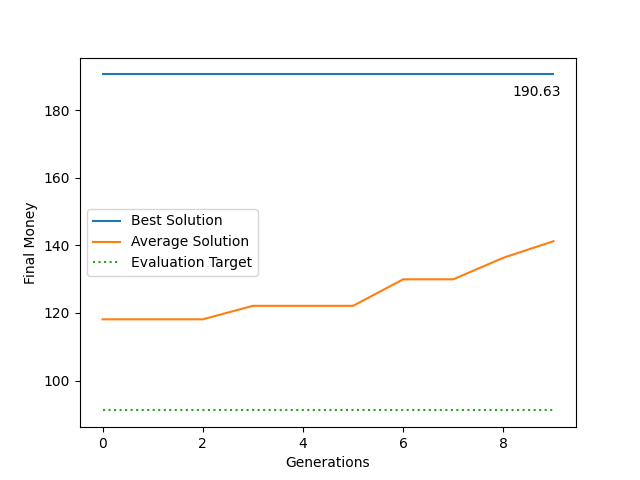 180
190.63
160
Best Solution
Average Solution
Evaluation Target
140
120
100
Final Money
0 2 4 6 8
Generations